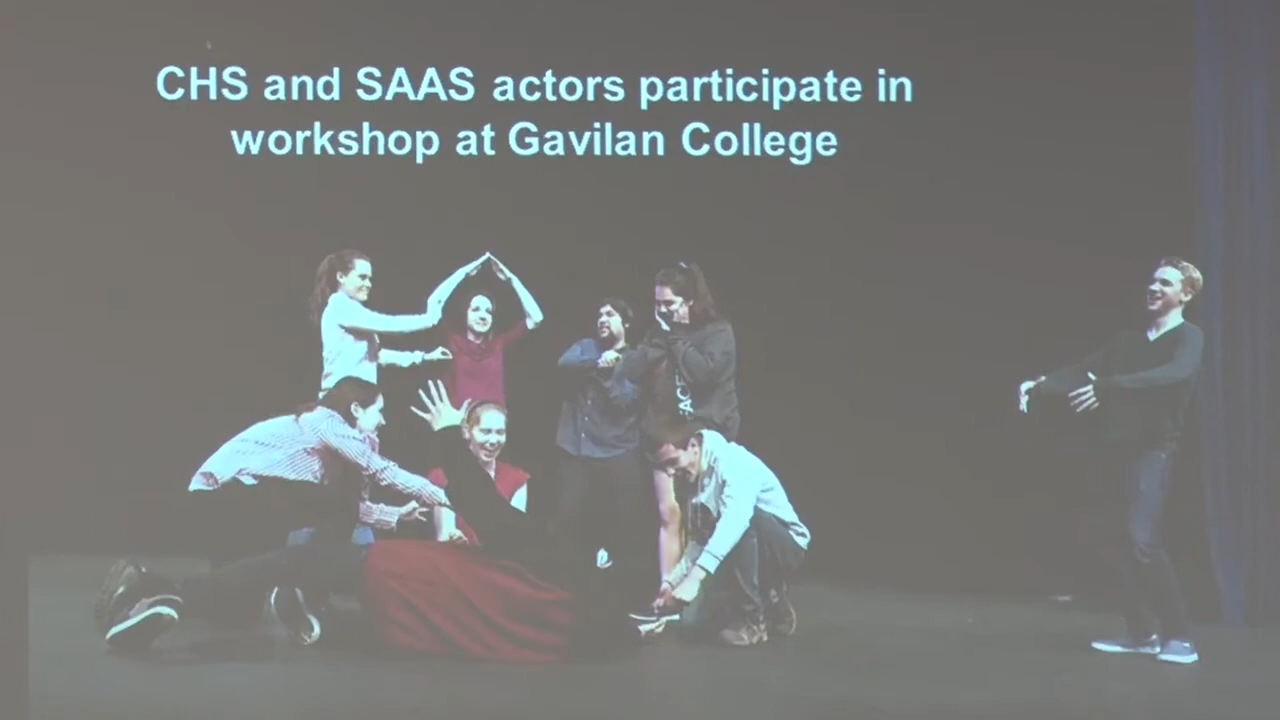 CHS and SAAS actors participate in
workshop at Gavilan College